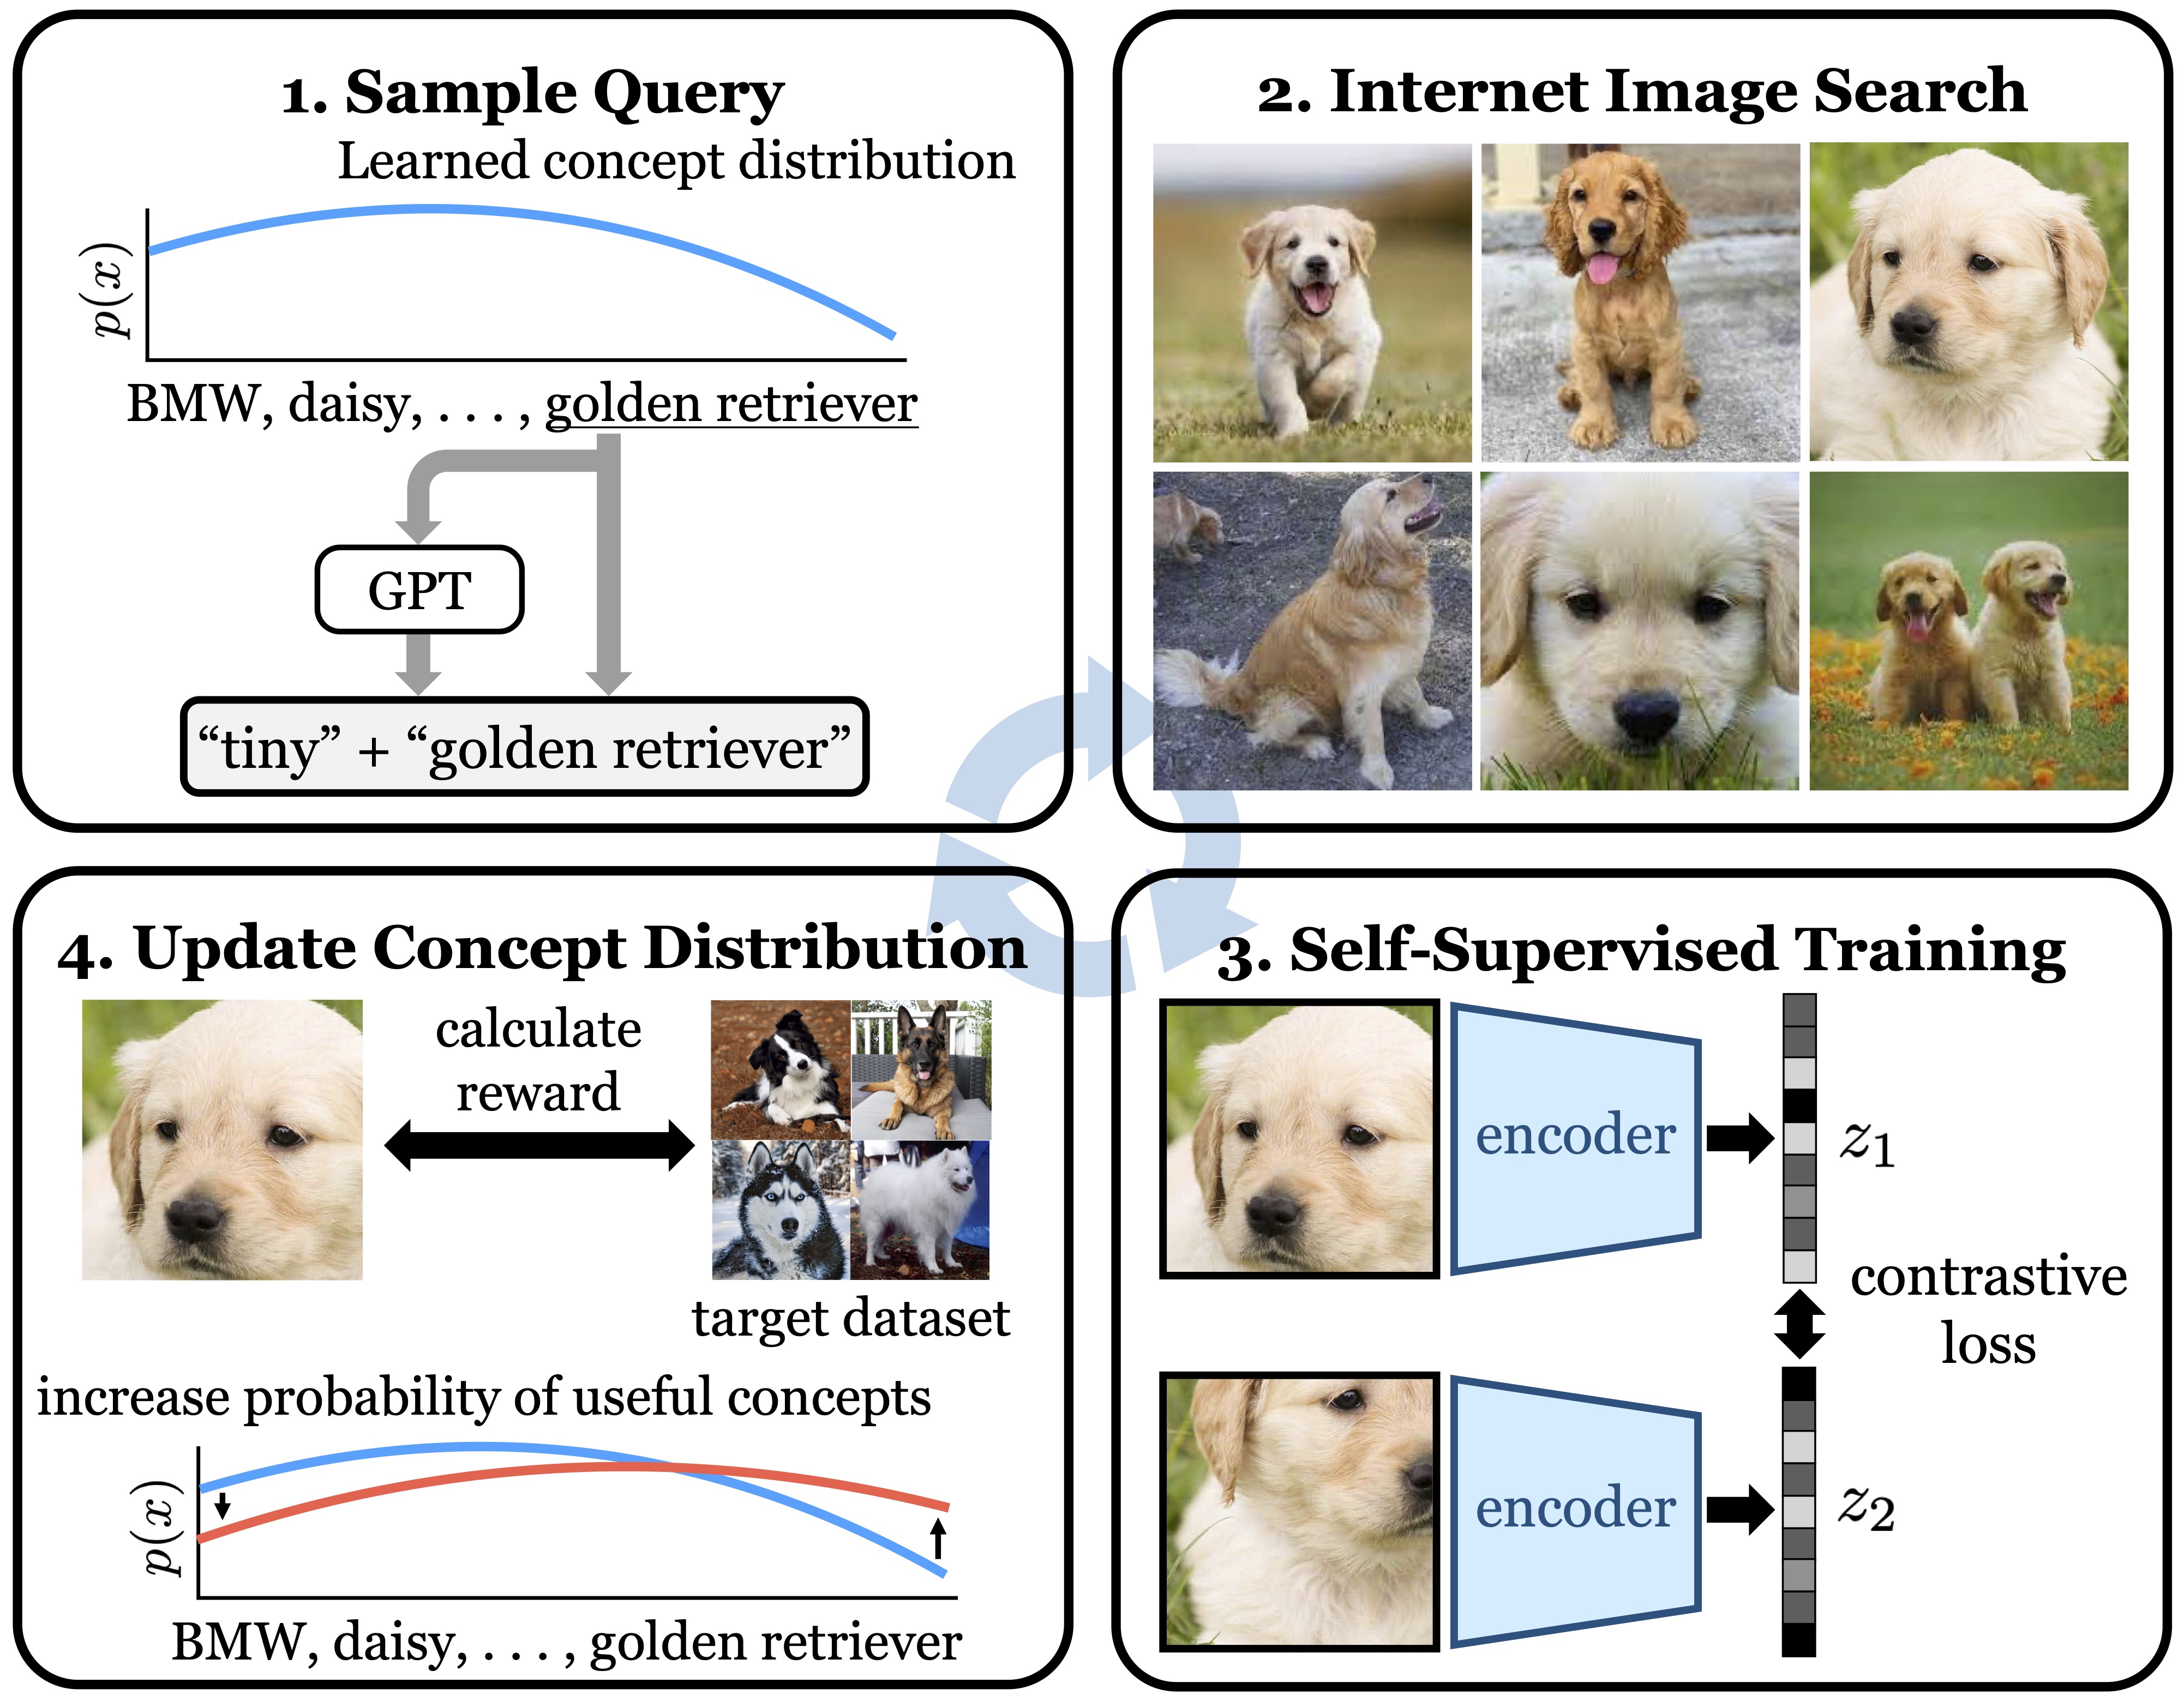 1. Sample Query
Learned concept distribution
p(x)
BMW, daisy, . . . , golden retriever
GPT
“tiny” + “golden retriever”
2. Internet Image Search
3. Self-Supervised Training
encoder
z1
contrastive
loss
encoder
z2
4. Update Concept Distribution
calculate
reward
target dataset
increase probability of useful concepts
p(x)
BMW, daisy, . . . , golden retriever